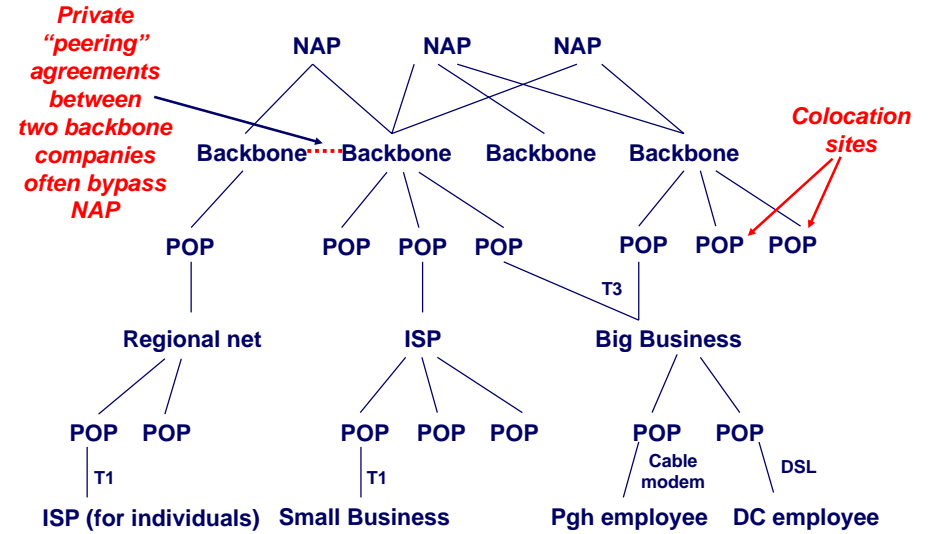 Private
“peering”
agreements
between
two backbone
companies
often bypass
NAP
NAP NAP NAP
Colocation
sites
Backbone Backbone Backbone Backbone
POP POP POP POP POP POP POP
T3
Regional net ISP Big Business
POP POP POP POP POP POP POP
T1 T1 Cable
modem DSL
ISP (for individuals) Small Business Pgh employee DC employee